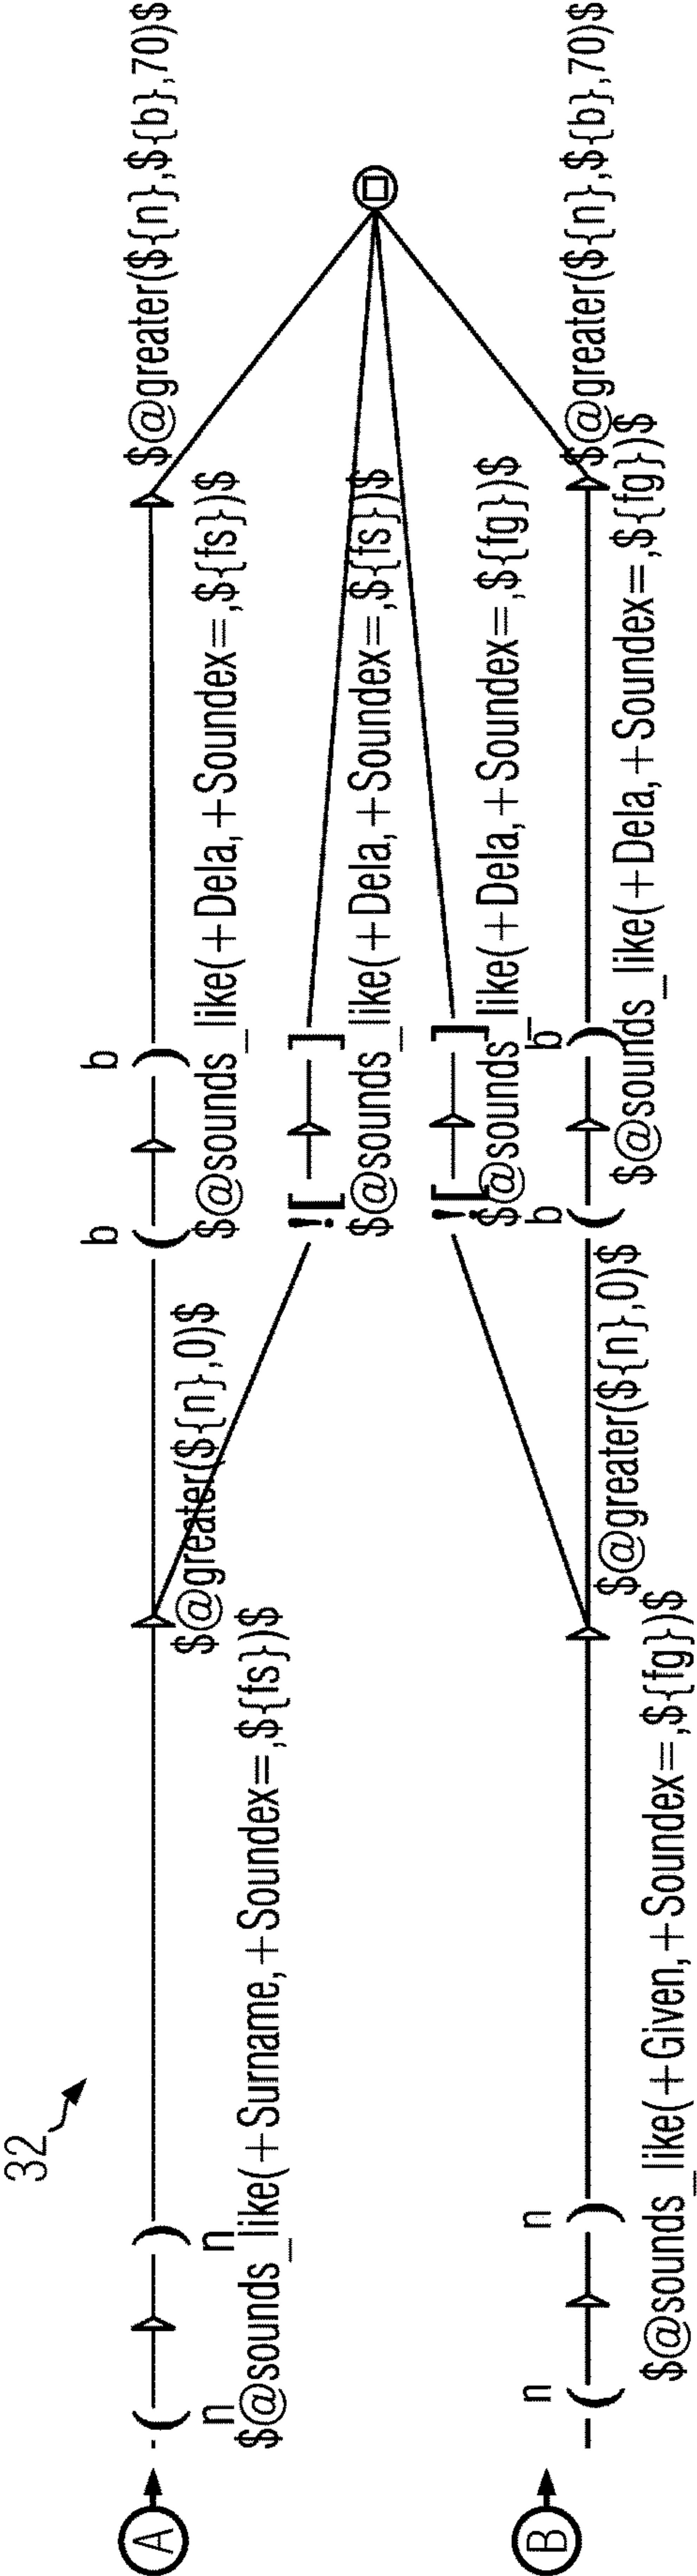 32
A
( n
) n
$@sounds_like(+Surname,+Soundex=,${fs})$
$@greater(${n},0)$
( b
) b
$@sounds_like(+Dela,+Soundex=,${fs})$
$@greater(${n},${b},70)$
![ ]
$@sounds_like(+Dela,+Soundex=,${fs})$
![ ]
$@sounds_like(+Dela,+Soundex=,${fg})$
B
( n
) n
$@sounds_like(+Given,+Soundex=,${fg})$
$@greater(${n},0)$
( b
) b
$@sounds_like(+Dela,+Soundex=,${fg})$
$@greater(${n},${b},70)$